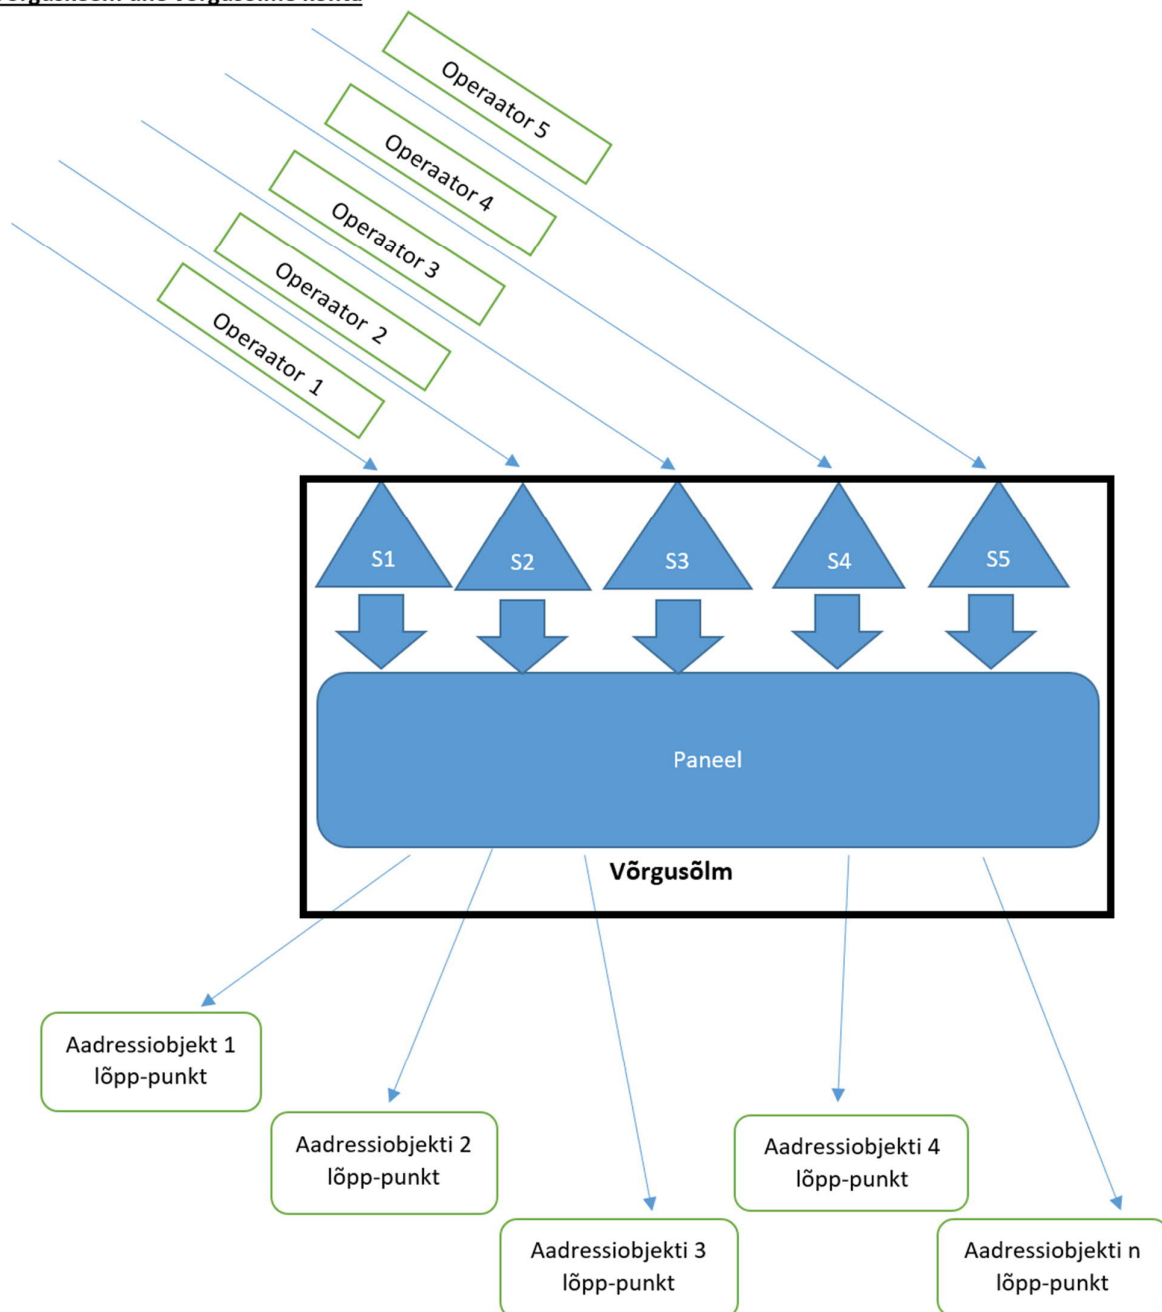 Operaator 5
Operaator 4
Operaator 3
Operaator 2
Operaator 1
S1
S2
S3
S4
S5
Paneel
Võrgusõlm
Aadressiobjekt 1
lõpp-punkt
Aadressiobjekti 2
lõpp-punkt
Aadressiobjekti 4
lõpp-punkt
Aadressiobjekti 3
lõpp-punkt
Aadressiobjekti n
lõpp-punkt